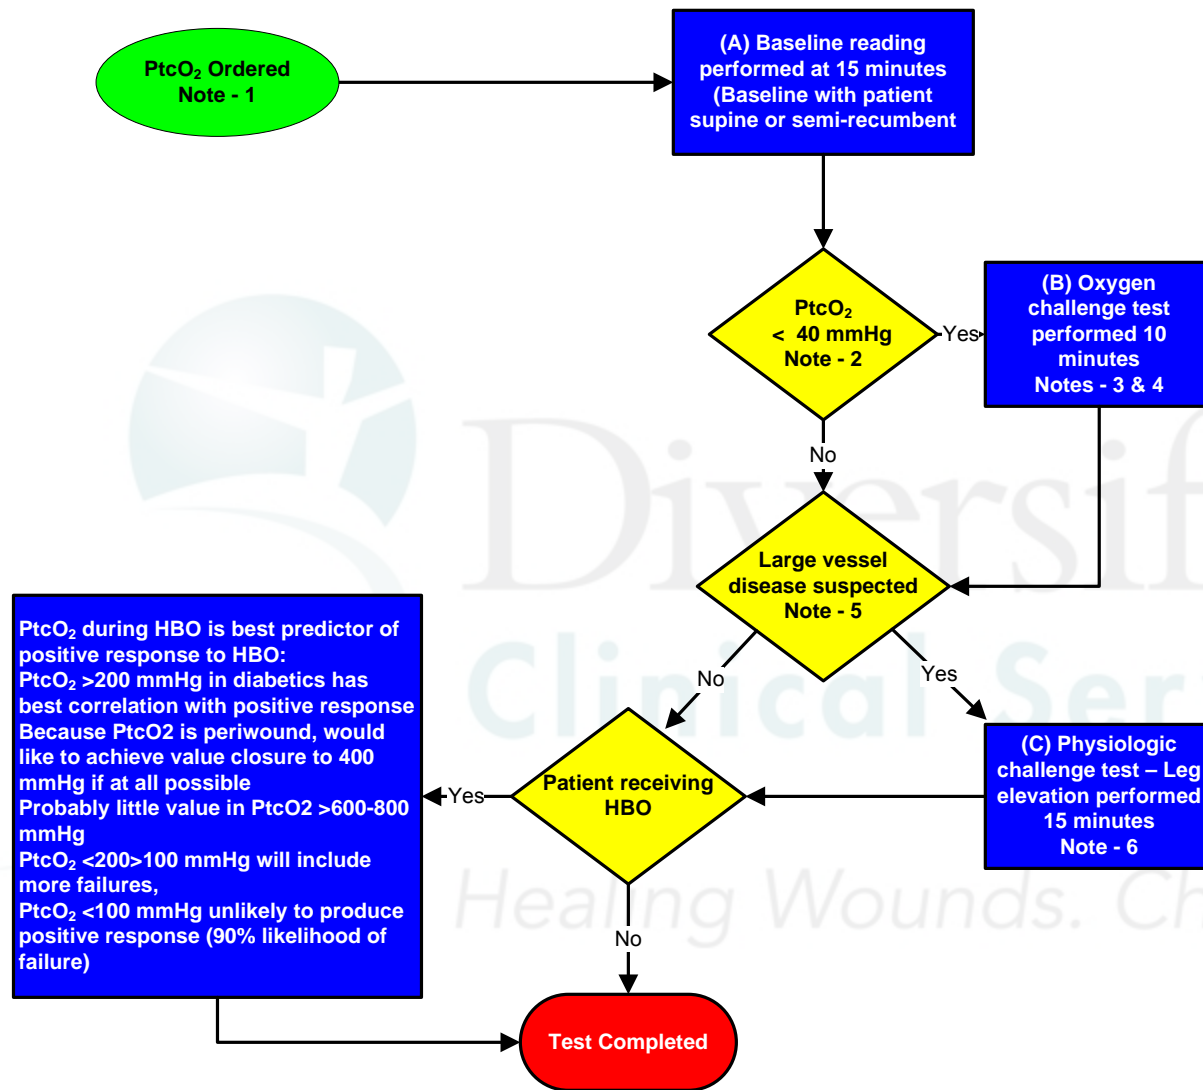 PtcO₂ Ordered
Note - 1
(A) Baseline reading
performed at 15 minutes
(Baseline with patient
supine or semi-recumbent
PtcO₂
< 40 mmHg
Note - 2
Yes
(B) Oxygen
challenge test
performed 10
minutes
Notes - 3 & 4
No
Large vessel
disease suspected
Note - 5
No
Yes
(C) Physiologic
challenge test – Leg
elevation performed
15 minutes
Note - 6
Patient receiving
HBO
Yes
PtcO₂ during HBO is best predictor of
positive response to HBO:
PtcO₂ >200 mmHg in diabetics has
best correlation with positive response
Because PtcO2 is periwound, would
like to achieve value closure to 400
mmHg if at all possible
Probably little value in PtcO2 >600-800
mmHg
PtcO₂ <200>100 mmHg will include
more failures,
PtcO₂ <100 mmHg unlikely to produce
positive response (90% likelihood of
failure)
No
Test Completed
Diversif
Clinical Ser
Healing Wounds. Ch